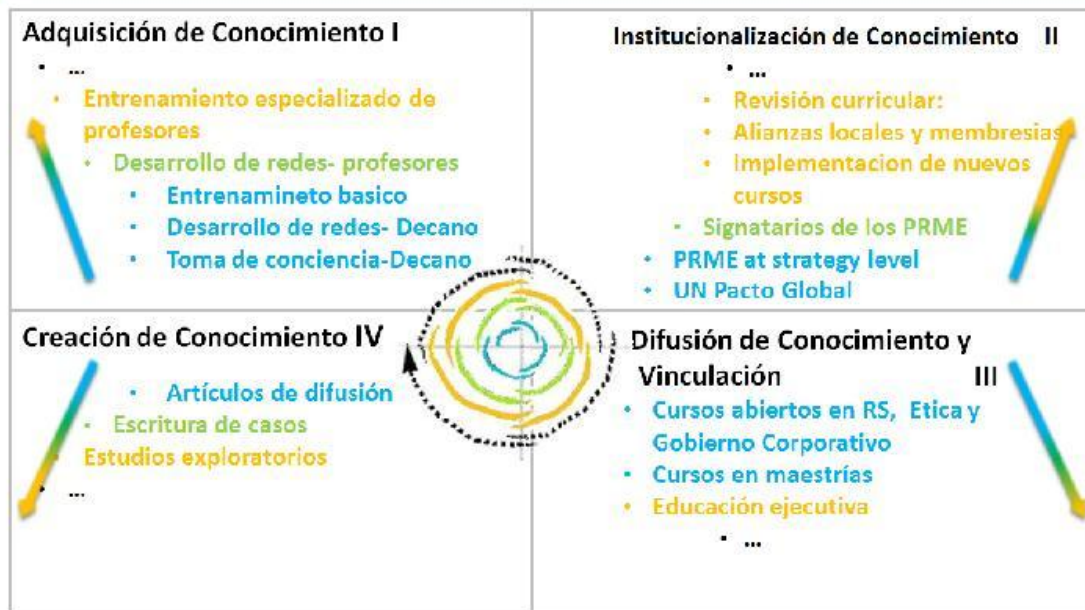 Adquisición de Conocimiento I
• ...
• Entrenamiento especializado de
profesores
• Desarrollo de redes- profesores
• Entrenamineto basico
• Desarrollo de redes- Decano
• Toma de conciencia-Decano
Institucionalización de Conocimiento II
• ...
• Revisión curricular:
• Alianzas locales y membresias
• Implementacion de nuevos
cursos
• Signatarios de los PRME
• PRME at strategy level
• UN Pacto Global
Creación de Conocimiento IV
• Artículos de difusión
• Escritura de casos
• Estudios exploratorios
• ...
Difusión de Conocimiento y
Vinculación III
• Cursos abiertos en RS, Etica y
Gobierno Corporativo
• Cursos en maestrías
• Educación ejecutiva
• ...